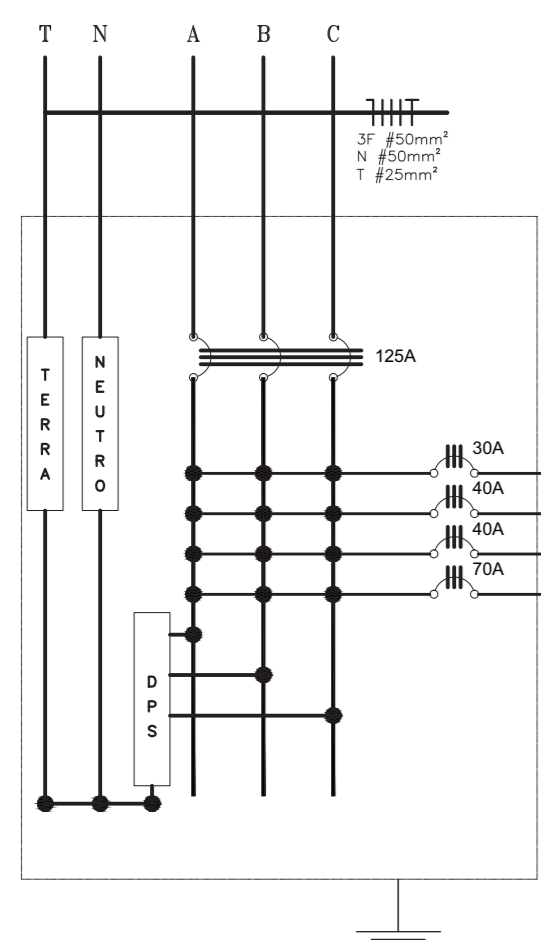 T N A B C
3F #50mm²
N #50mm²
T #25mm²
125A
TERRA
NEUTRO
30A
40A
40A
70A
DPS